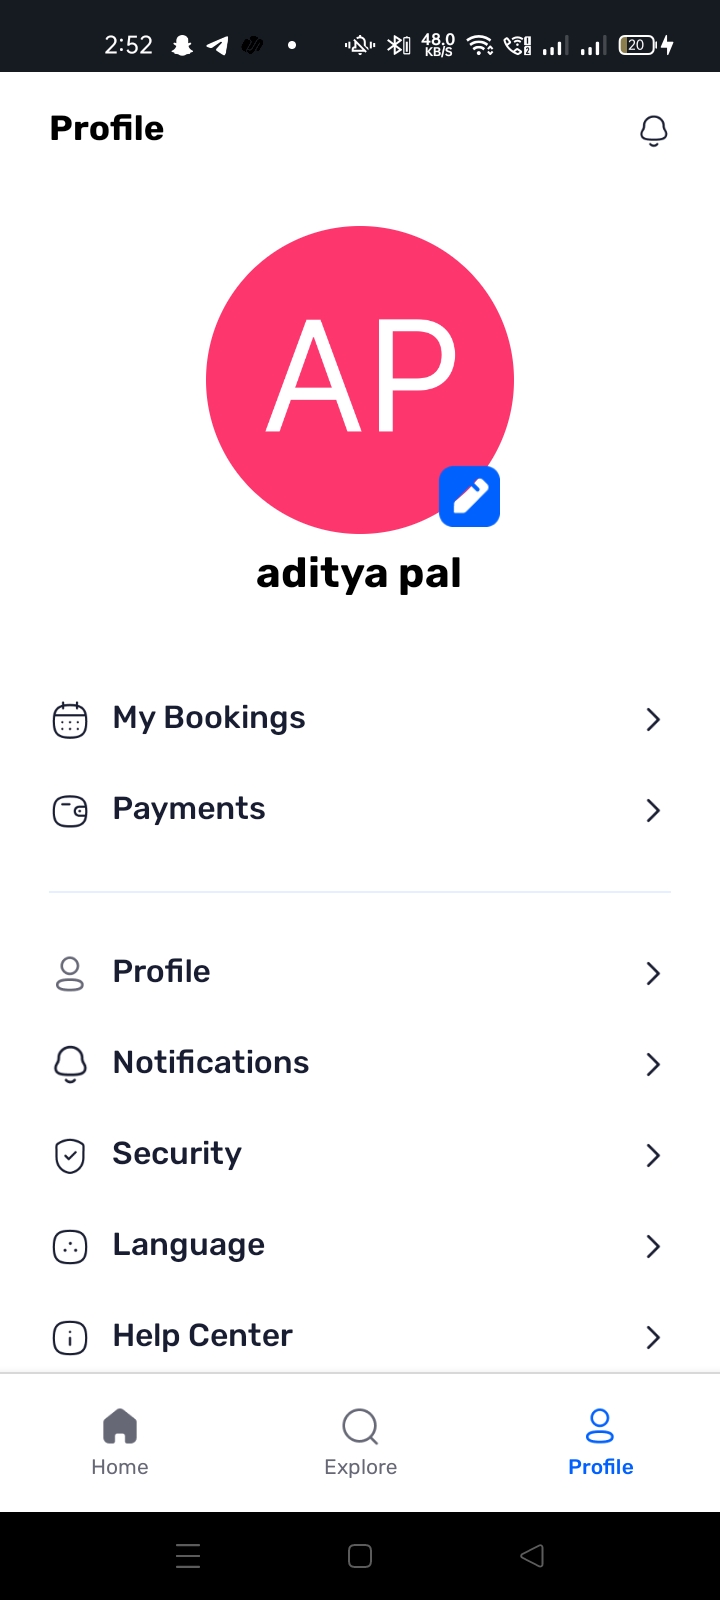 2:52 48.0 KB/S 20
Profile
AP
aditya pal
My Bookings
Payments
Profile
Notifications
Security
Language
Help Center
Home Explore Profile